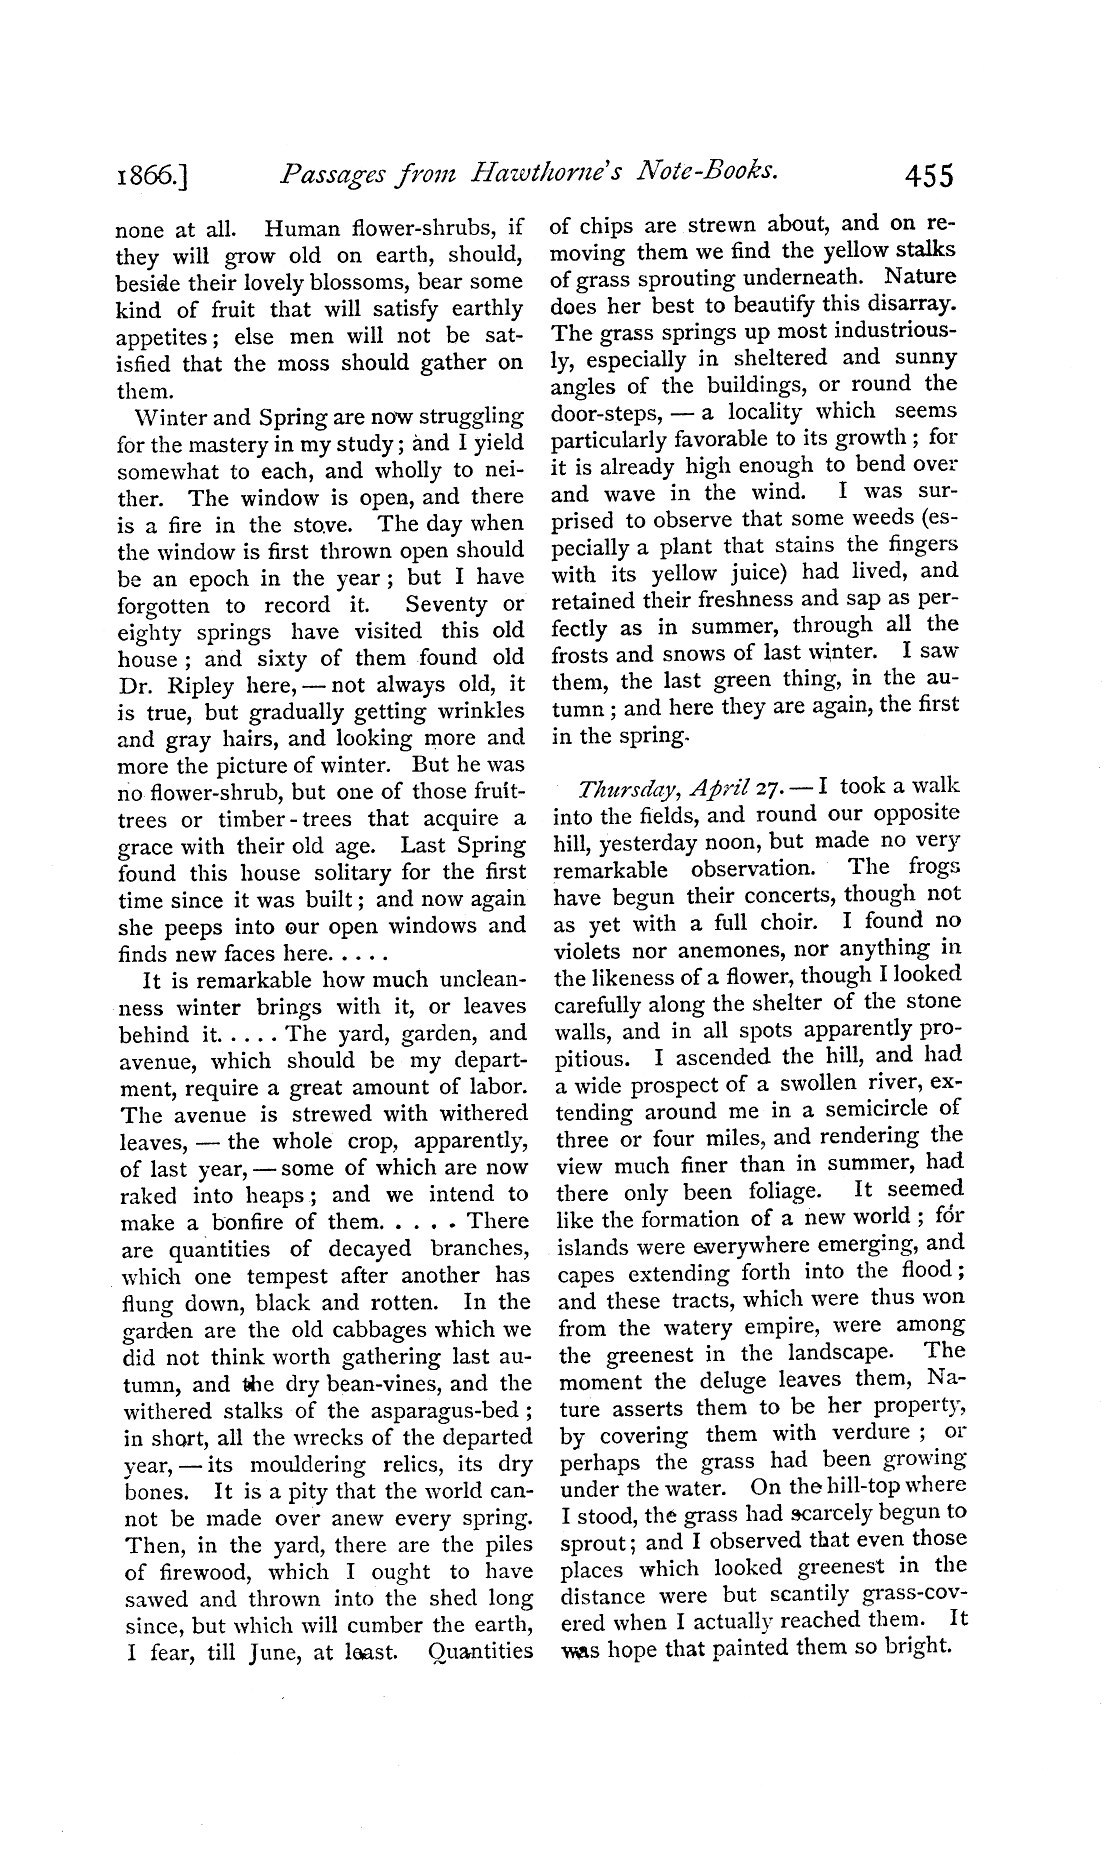 1866.] Passages from Hawthorne's Note-Books. 455
none at all. Human flower-shrubs, if
they will grow old on earth, should,
beside their lovely blossoms, bear some
kind of fruit that will satisfy earthly
appetites; else men will not be sat-
isfied that the moss should gather on
them.
Winter and Spring are now struggling
for the mastery in my study; and I yield
somewhat to each, and wholly to nei-
ther. The window is open, and there
is a fire in the stove. The day when
the window is first thrown open should
be an epoch in the year; but I have
forgotten to record it. Seventy or
eighty springs have visited this old
house; and sixty of them found old
Dr. Ripley here, — not always old, it
is true, but gradually getting wrinkles
and gray hairs, and looking more and
more the picture of winter. But he was
no flower-shrub, but one of those fruit-
trees or timber-trees that acquire a
grace with their old age. Last Spring
found this house solitary for the first
time since it was built; and now again
she peeps into our open windows and
finds new faces here. . . . .
It is remarkable how much unclean-
ness winter brings with it, or leaves
behind it. . . . . The yard, garden, and
avenue, which should be my depart-
ment, require a great amount of labor.
The avenue is strewed with withered
leaves, — the whole crop, apparently,
of last year, — some of which are now
raked into heaps; and we intend to
make a bonfire of them. . . . . There
are quantities of decayed branches,
which one tempest after another has
flung down, black and rotten. In the
garden are the old cabbages which we
did not think worth gathering last au-
tumn, and the dry bean-vines, and the
withered stalks of the asparagus-bed;
in short, all the wrecks of the departed
year, — its mouldering relics, its dry
bones. It is a pity that the world can-
not be made over anew every spring.
Then, in the yard, there are the piles
of firewood, which I ought to have
sawed and thrown into the shed long
since, but which will cumber the earth,
I fear, till June, at least. Quantities
of chips are strewn about, and on re-
moving them we find the yellow stalks
of grass sprouting underneath. Nature
does her best to beautify this disarray.
The grass springs up most industrious-
ly, especially in sheltered and sunny
angles of the buildings, or round the
door-steps, — a locality which seems
particularly favorable to its growth; for
it is already high enough to bend over
and wave in the wind. I was sur-
prised to observe that some weeds (es-
pecially a plant that stains the fingers
with its yellow juice) had lived, and
retained their freshness and sap as per-
fectly as in summer, through all the
frosts and snows of last winter. I saw
them, the last green thing, in the au-
tumn; and here they are again, the first
in the spring.
Thursday, April 27. — I took a walk
into the fields, and round our opposite
hill, yesterday noon, but made no very
remarkable observation. The frogs
have begun their concerts, though not
as yet with a full choir. I found no
violets nor anemones, nor anything in
the likeness of a flower, though I looked
carefully along the shelter of the stone
walls, and in all spots apparently pro-
pitious. I ascended the hill, and had
a wide prospect of a swollen river, ex-
tending around me in a semicircle of
three or four miles, and rendering the
view much finer than in summer, had
there only been foliage. It seemed
like the formation of a new world; for
islands were everywhere emerging, and
capes extending forth into the flood;
and these tracts, which were thus won
from the watery empire, were among
the greenest in the landscape. The
moment the deluge leaves them, Na-
ture asserts them to be her property,
by covering them with verdure; or
perhaps the grass had been growing
under the water. On the hill-top where
I stood, the grass had scarcely begun to
sprout; and I observed that even those
places which looked greenest in the
distance were but scantily grass-cov-
ered when I actually reached them. It
was hope that painted them so bright.